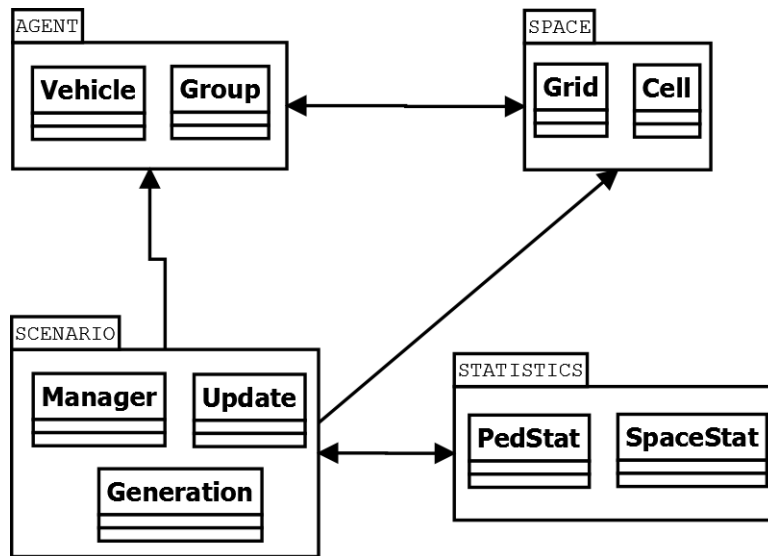 AGENT
Vehicle
Group
SPACE
Grid
Cell
SCENARIO
Manager
Update
Generation
STATISTICS
PedStat
SpaceStat